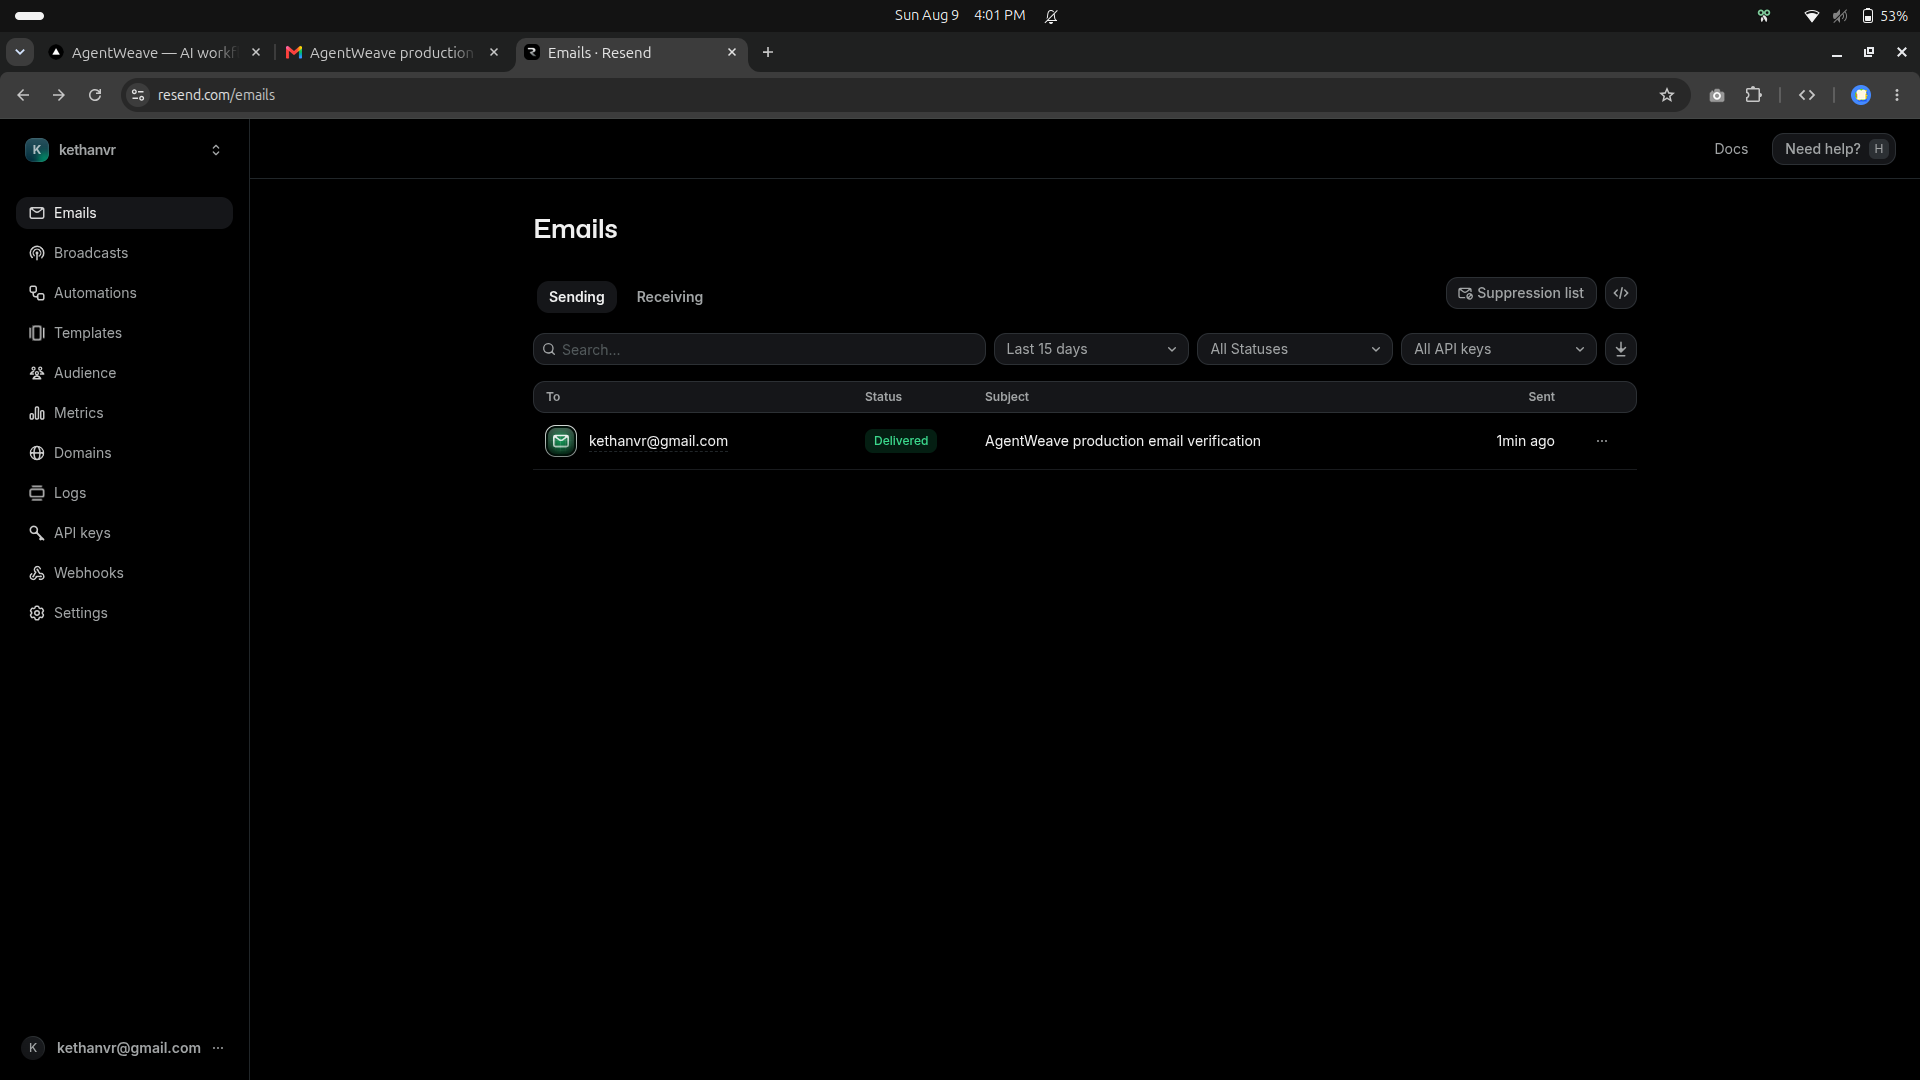 Sun Aug 9 4:01 PM
53%
AgentWeave — AI workf
AgentWeave production
Emails · Resend
resend.com/emails
K kethanvr
Docs
Need help? H
Emails
Broadcasts
Automations
Templates
Audience
Metrics
Domains
Logs
API keys
Webhooks
Settings
K kethanvr@gmail.com
Emails
Sending Receiving
Suppression list
Search...
Last 15 days
All Statuses
All API keys
To Status Subject Sent
kethanvr@gmail.com Delivered AgentWeave production email verification 1min ago